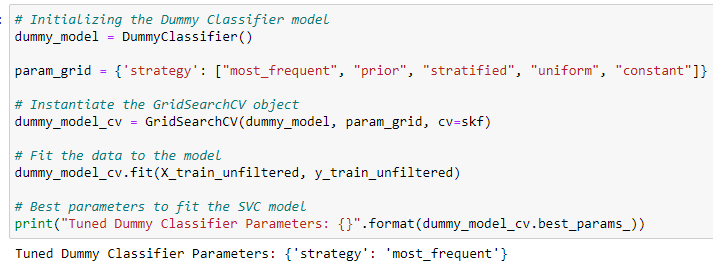 # Initializing the Dummy Classifier model
dummy_model = DummyClassifier()
param_grid = {'strategy': ["most_frequent", "prior", "stratified", "uniform", "constant"]}
# Instantiate the GridSearchCV object
dummy_model_cv = GridSearchCV(dummy_model, param_grid, cv=skf)
# Fit the data to the model
dummy_model_cv.fit(X_train_unfiltered, y_train_unfiltered)
# Best parameters to fit the SVC model
print("Tuned Dummy Classifier Parameters: {}".format(dummy_model_cv.best_params_))
Tuned Dummy Classifier Parameters: {'strategy': 'most_frequent'}